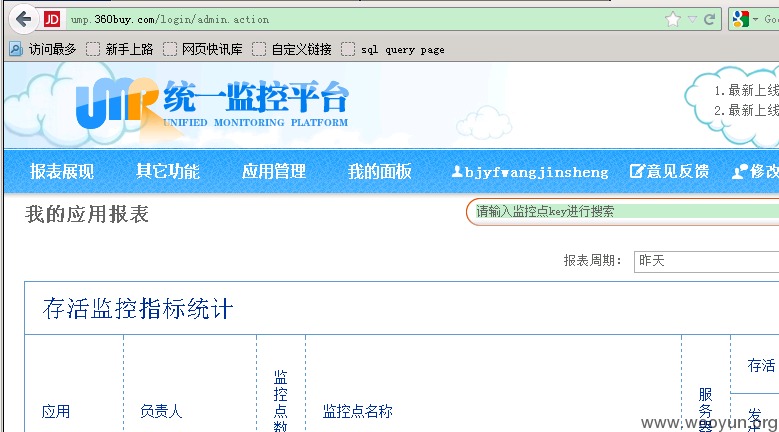 JD ump.360buy.com/login/admin.action
访问最多 新手上路 网页快讯库 自定义链接 sql query page
UMP 统一监控平台
UNIFIED MONITORING PLATFORM
1.最新上线
2.最新上线
报表展现 其它功能 应用管理 我的面板 bjyfwangjinsheng 意见反馈 修改
我的应用报表 请输入监控点key进行搜索
报表周期： 昨天
存活监控指标统计
存活
应用 负责人 监控点数 监控点名称 服务器
www.wooyun.org